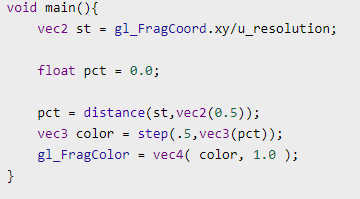 void main(){
    vec2 st = gl_FragCoord.xy/u_resolution;

    float pct = 0.0;

    pct = distance(st,vec2(0.5));
    vec3 color = step(.5,vec3(pct));
    gl_FragColor = vec4( color, 1.0 );
}